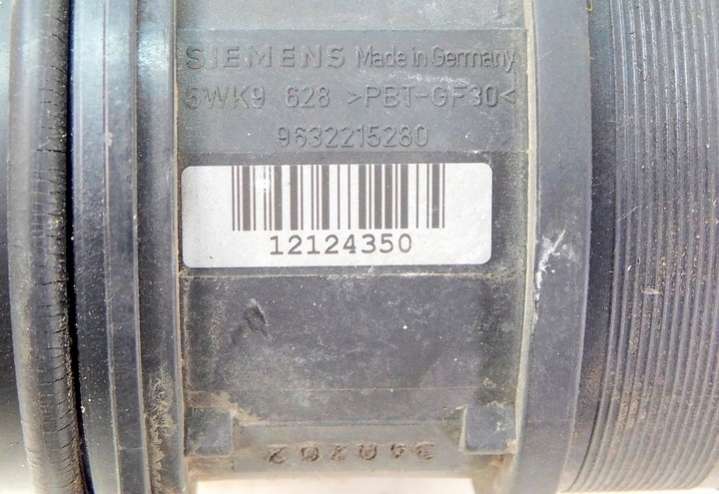 SIEMENS Made in Germany
5WK9 628 >PBT-GF30<
9632215280
12124350